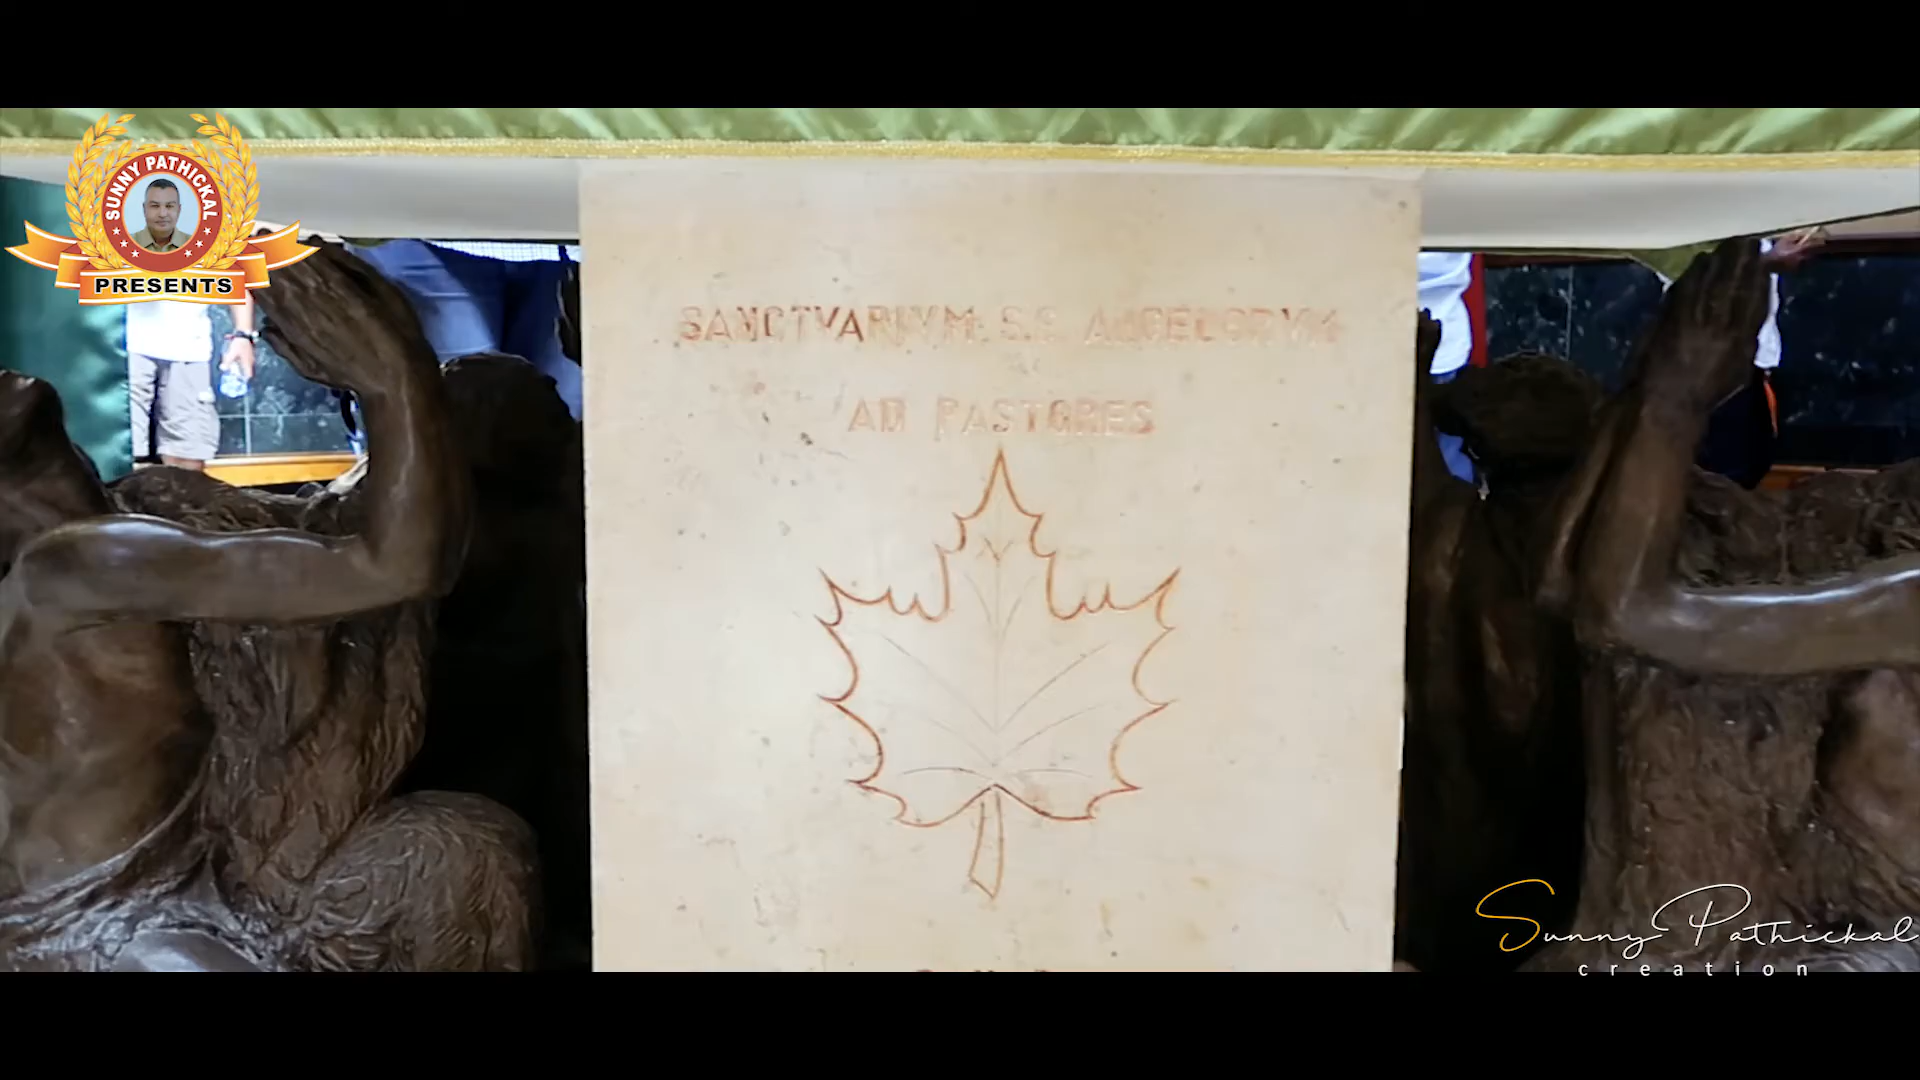 SUNNY PATHICKAL
PRESENTS
SANCTVARIVM S.S. ANGELORVM
AD PASTORES
Sunny Pathickal
creation